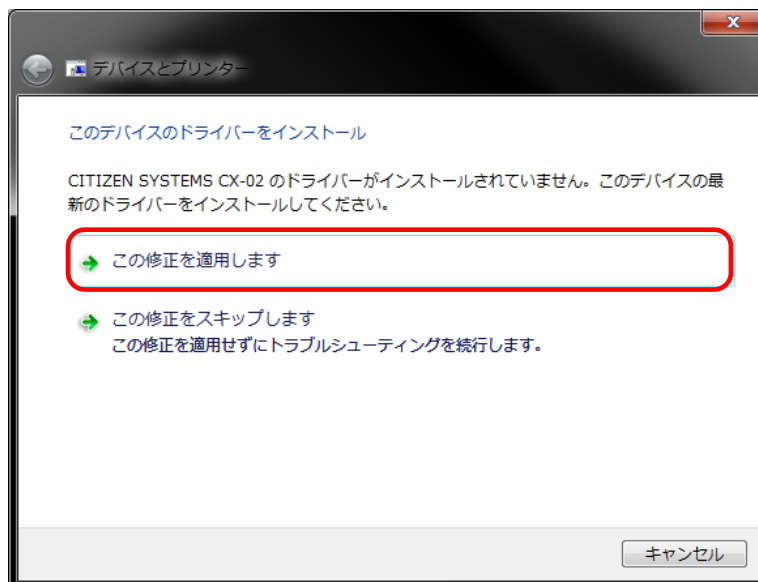 デバイスとプリンター
このデバイスのドライバーをインストール
CITIZEN SYSTEMS CX-02 のドライバーがインストールされていません。このデバイスの最
新のドライバーをインストールしてください。
この修正を適用します
この修正をスキップします
この修正を適用せずにトラブルシューティングを続行します。
キャンセル